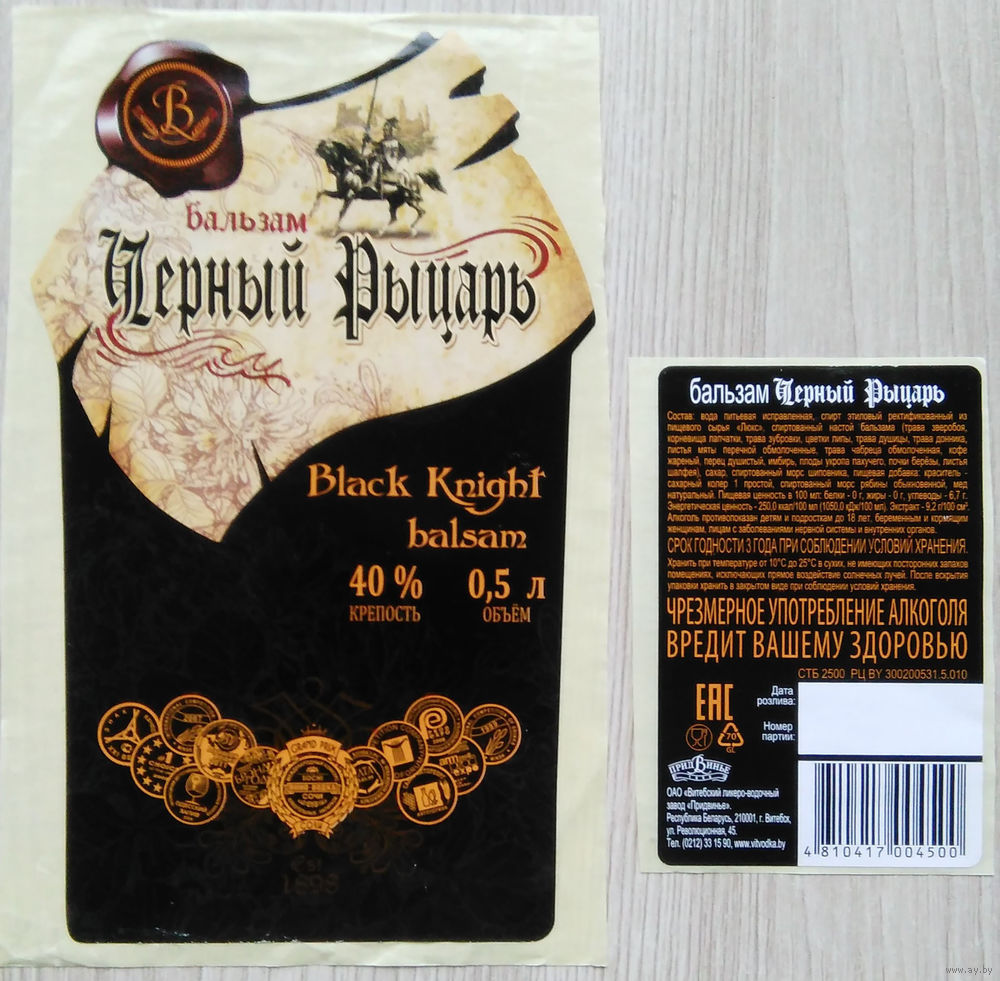 В
бальзам
Черный Рыцарь
Black Knight
balsam
40 % 0,5 л
КРЕПОСТЬ ОБЪЁМ
GRAND PRIX
Est
1898
бальзам Черный Рыцарь
Состав: вода питьевая исправленная, спирт этиловый ректификованный из
пищевого сырья «Люкс», спиртованный настой бальзама (трава зверобоя,
корневища лапчатки, трава зубровки, цветки липы, трава душицы, трава донника,
листья мяты перечной обмолоченные, трава чабреца обмолоченная, кофе
жареный, перец душистый, имбирь, плоды укропа пахучего, почки берёзы, листья
шалфея), сахар, спиртованный морс шиповника, пищевая добавка: краситель -
сахарный колер 1 простой, спиртованный морс рябины обыкновенной, мед
натуральный. Пищевая ценность в 100 мл: белки - 0 г, жиры - 0 г, углеводы - 6,7 г.
Энергетическая ценность - 250,0 ккал/100 мл (1050,0 кДж/100 мл). Экстракт - 9,2 г/100 см³.
Алкоголь противопоказан детям и подросткам до 18 лет, беременным и кормящим
женщинам, лицам с заболеваниями нервной системы и внутренних органов.
СРОК ГОДНОСТИ 3 ГОДА ПРИ СОБЛЮДЕНИИ УСЛОВИЙ ХРАНЕНИЯ.
Хранить при температуре от 10°С до 25°С в сухих, не имеющих посторонних запахов
помещениях, исключающих прямое воздействие солнечных лучей. После вскрытия
упаковки хранить в закрытом виде при соблюдении условий хранения.
ЧРЕЗМЕРНОЕ УПОТРЕБЛЕНИЕ АЛКОГОЛЯ
ВРЕДИТ ВАШЕМУ ЗДОРОВЬЮ
СТБ 2500 РЦ BY 300200531.5.010
ЕАС
Дата
розлива:
Номер
партии:
70
GL
ПРИДВИНЬЕ
ОАО «Витебский ликеро-водочный
завод «Придвинье».
Республика Беларусь, 210001, г. Витебск,
ул. Революционная, 45.
Тел. (0212) 33 15 90, www.vitvodka.by
4 810417 004500
www.ay.by